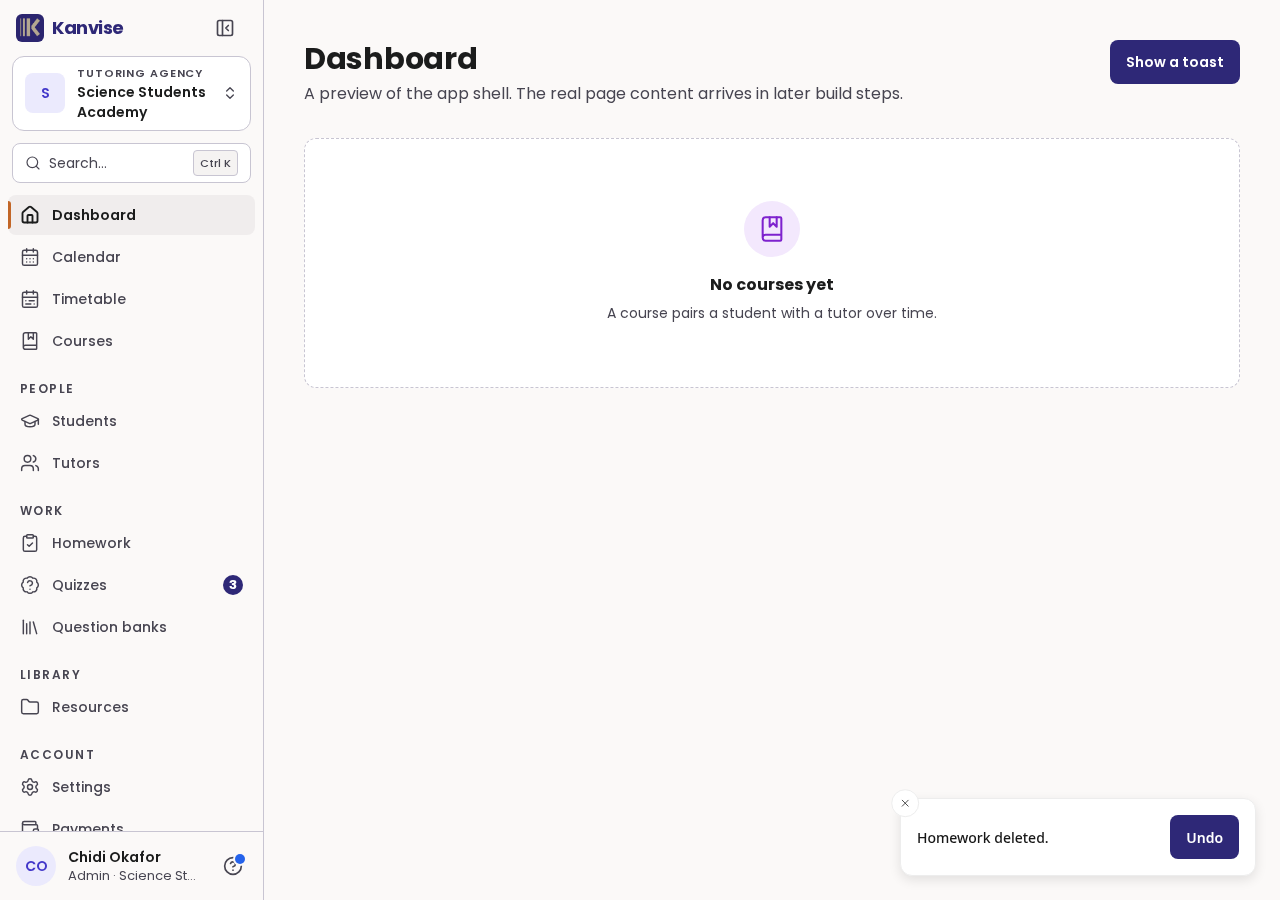 Kanvise
TUTORING AGENCY
S
Science Students
Academy
Search...
Ctrl K
Dashboard
Calendar
Timetable
Courses
PEOPLE
Students
Tutors
WORK
Homework
Quizzes
3
Question banks
LIBRARY
Resources
ACCOUNT
Settings
Payments
CO
Chidi Okafor
Admin · Science St...
Dashboard
A preview of the app shell. The real page content arrives in later build steps.
Show a toast
No courses yet
A course pairs a student with a tutor over time.
Homework deleted.
Undo